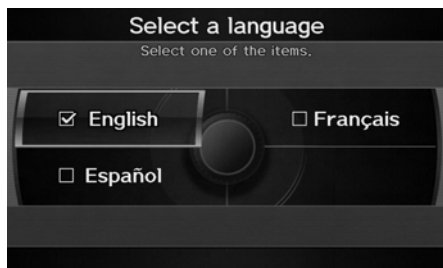 Select a language
Select one of the items.
English
Français
Español